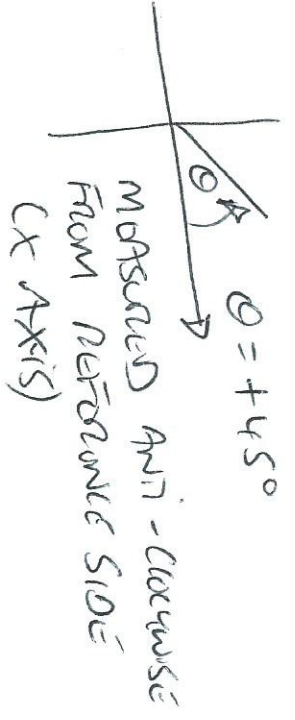 θ = +45°
θ
MEASURED ANTI-CLOCKWISE
FROM REFERENCE SIDE
(X AXIS)